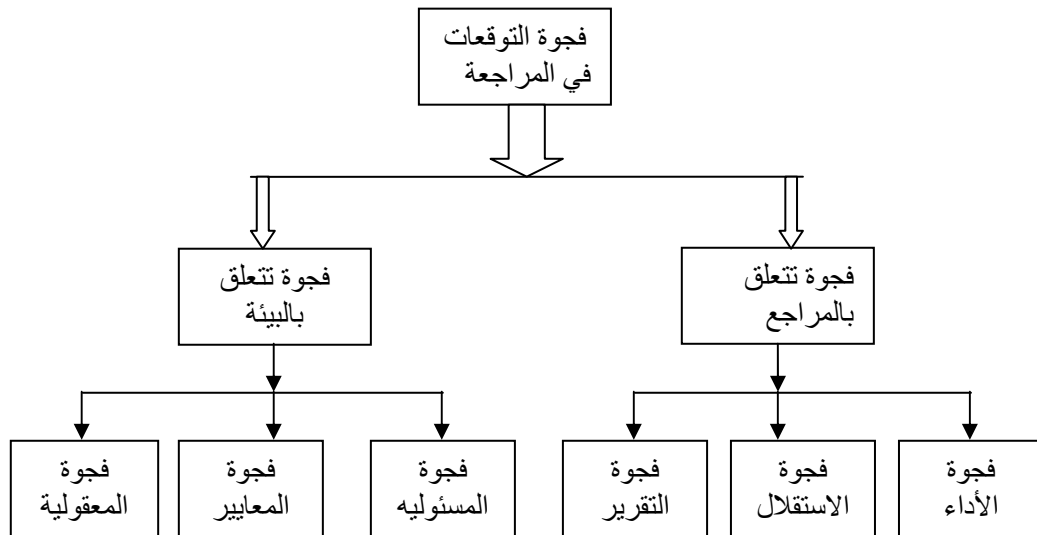 فجوة التوقعات
في المراجعة
فجوة تتعلق
بالمراجع
فجوة تتعلق
بالبيئة
فجوة
الأداء
فجوة
الاستقلال
فجوة
التقرير
فجوة
المسئوليه
فجوة
المعايير
فجوة
المعقولية